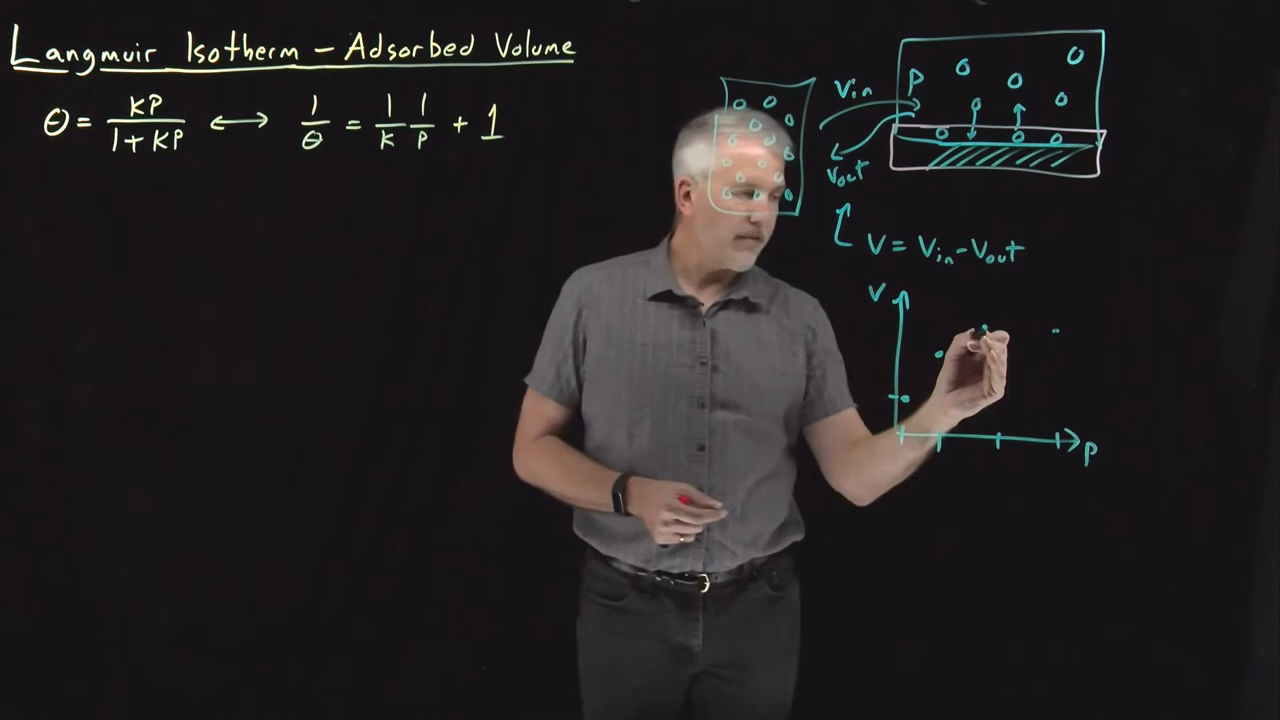 Langmuir Isotherm – Adsorbed Volume
θ = KP / 1 + KP ⟷ 1/θ = 1/K 1/P + 1
P
Vin
Vout
V = Vin - Vout
V
P